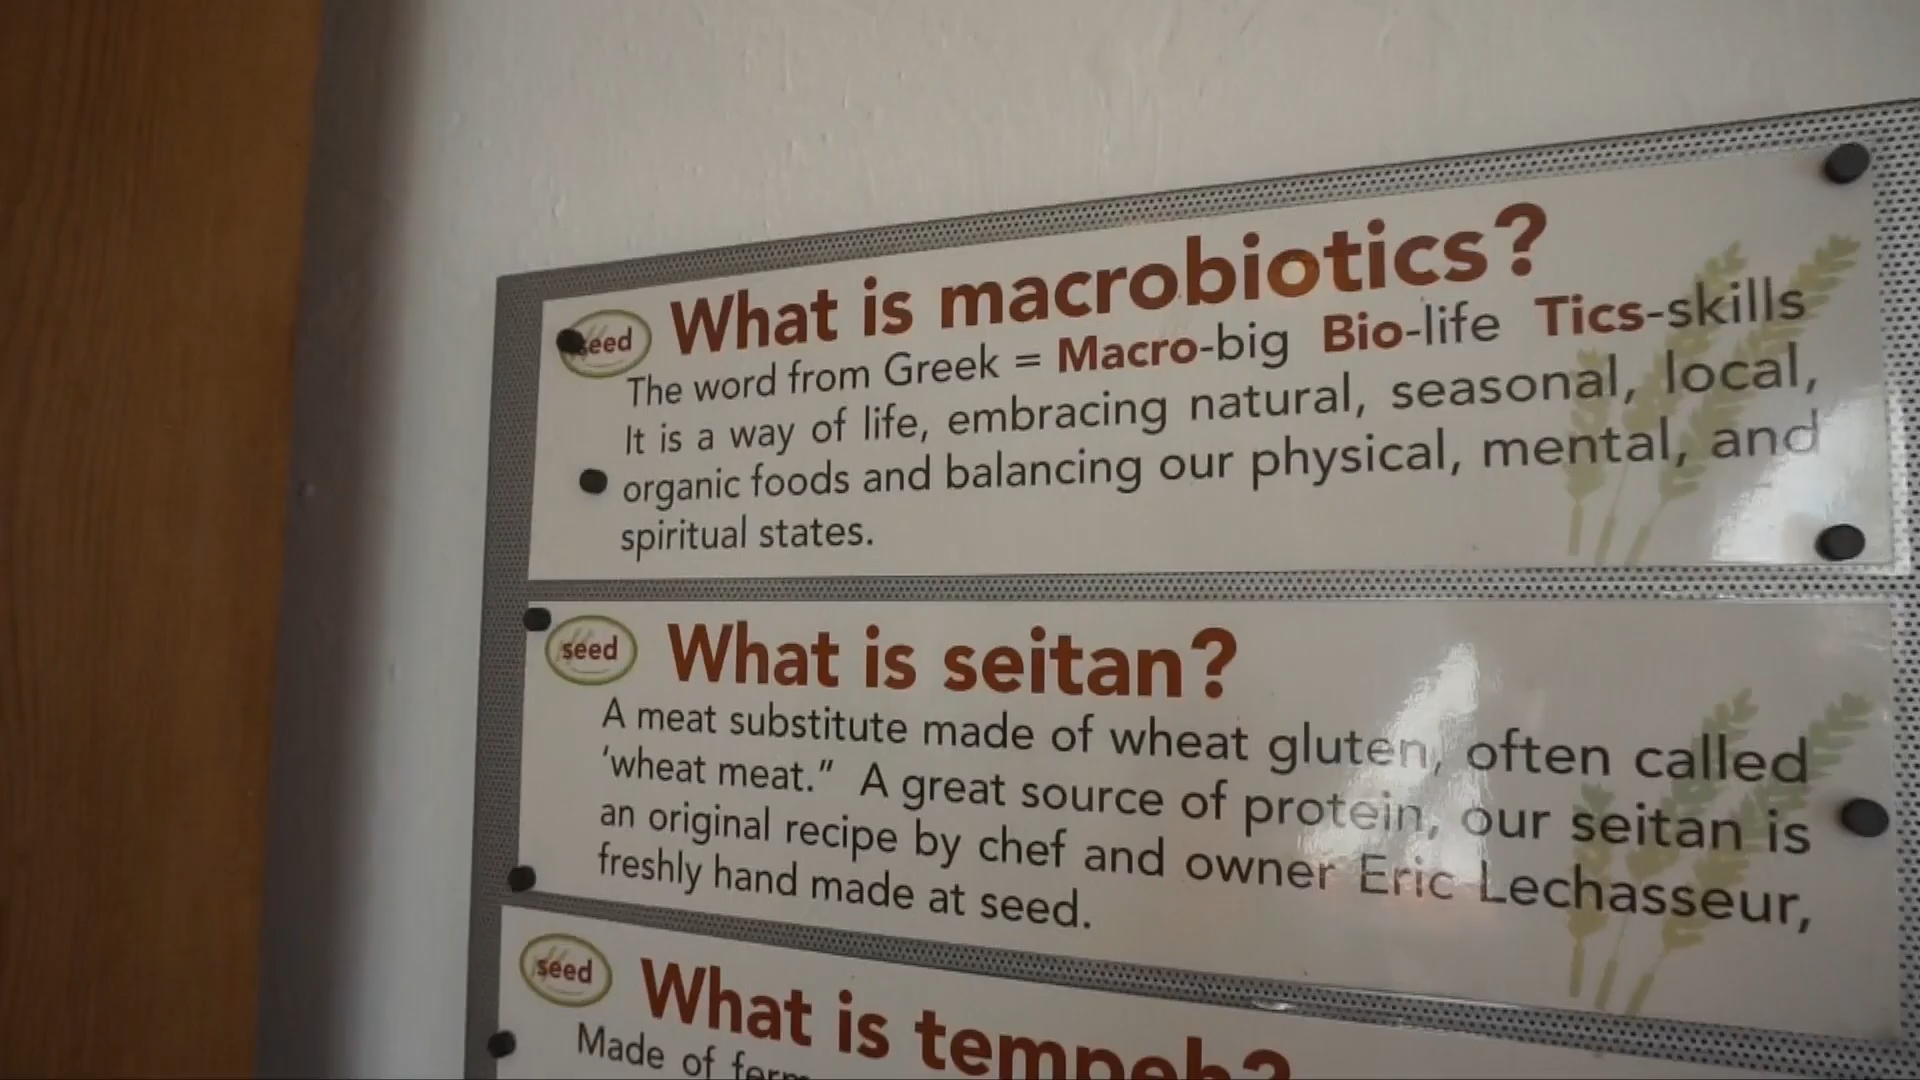 seed
What is macrobiotics?
The word from Greek = Macro-big Bio-life Tics-skills
It is a way of life, embracing natural, seasonal, local,
organic foods and balancing our physical, mental, and
spiritual states.
seed
What is seitan?
A meat substitute made of wheat gluten, often called
‘wheat meat.” A great source of protein, our seitan is
an original recipe by chef and owner Eric Lechasseur,
freshly hand made at seed.
seed
What is tempeh?
Made of